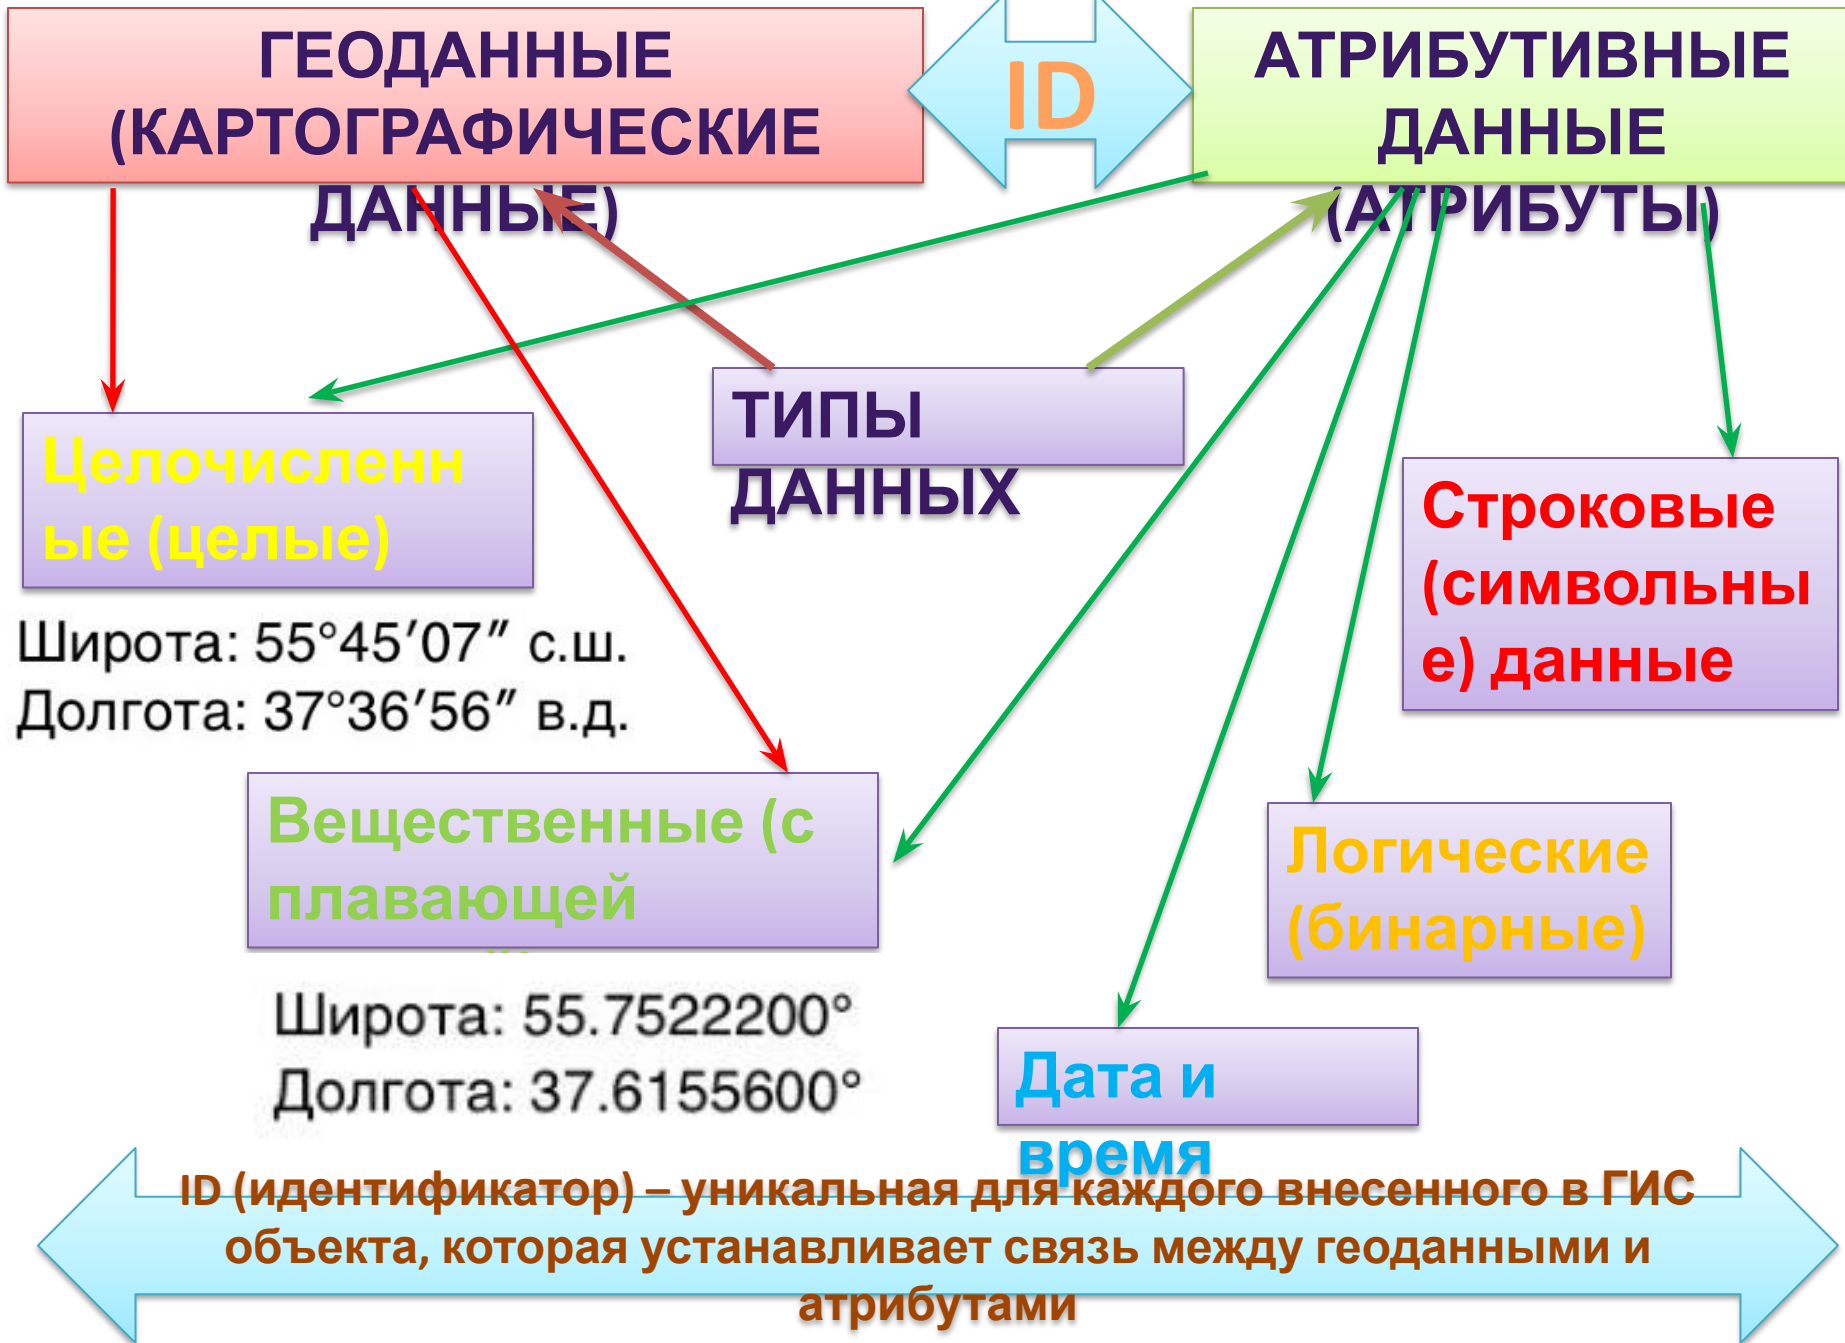 ГЕОДАННЫЕ
(КАРТОГРАФИЧЕСКИЕ
ДАННЫЕ)
ID
АТРИБУТИВНЫЕ
ДАННЫЕ
(АТРИБУТЫ)
ТИПЫ
ДАННЫХ
Целочисленн
ые (целые)
Широта: 55°45′07″ с.ш.
Долгота: 37°36′56″ в.д.
Строковые
(символьны
е) данные
Вещественные (с
плавающей
Широта: 55.7522200°
Долгота: 37.6155600°
Логические
(бинарные)
Дата и
время
ID (идентификатор) – уникальная для каждого внесенного в ГИС
объекта, которая устанавливает связь между геоданными и
атрибутами